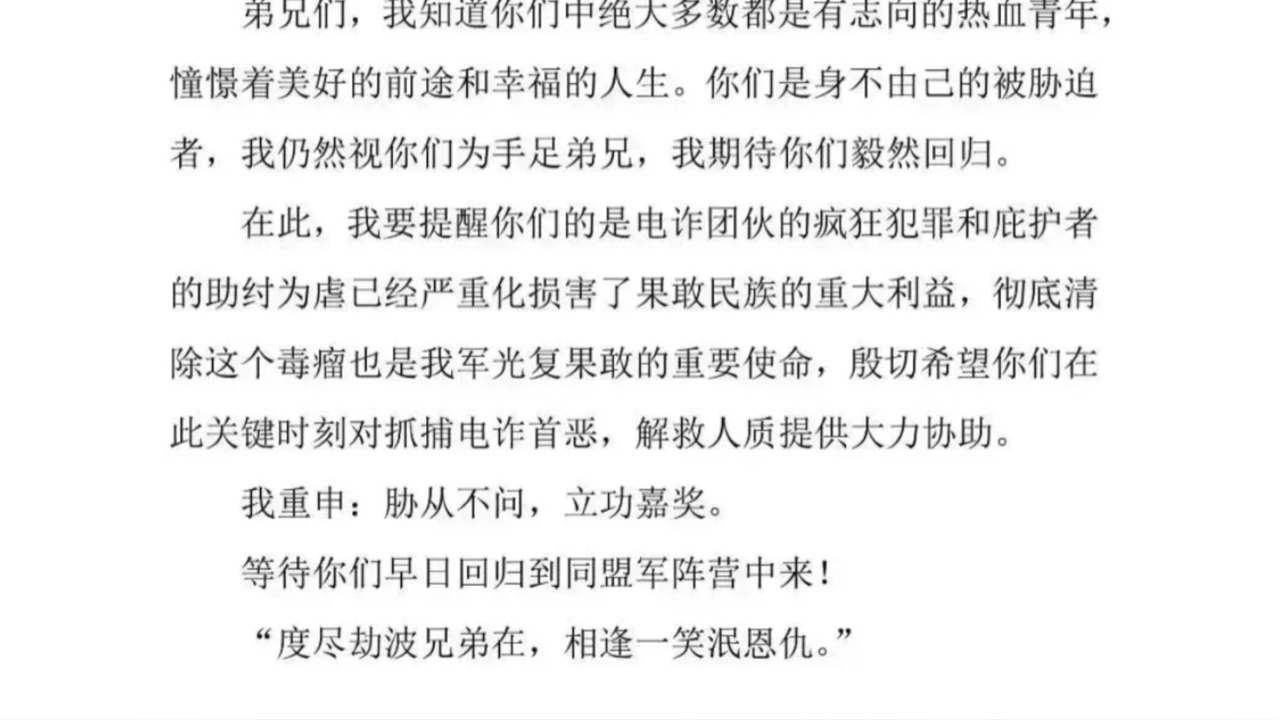 弟兄们，我知道你们中绝大多数都是有志向的热血青年，
憧憬着美好的前途和幸福的人生。你们是身不由己的被胁迫
者，我仍然视你们为手足弟兄，我期待你们毅然回归。
在此，我要提醒你们的是电诈团伙的疯狂犯罪和庇护者
的助纣为虐已经严重化损害了果敢民族的重大利益，彻底清
除这个毒瘤也是我军光复果敢的重要使命，殷切希望你们在
此关键时刻对抓捕电诈首恶，解救人质提供大力协助。
我重申：胁从不问，立功嘉奖。
等待你们早日回归到同盟军阵营中来！
“度尽劫波兄弟在，相逢一笑泯恩仇。”